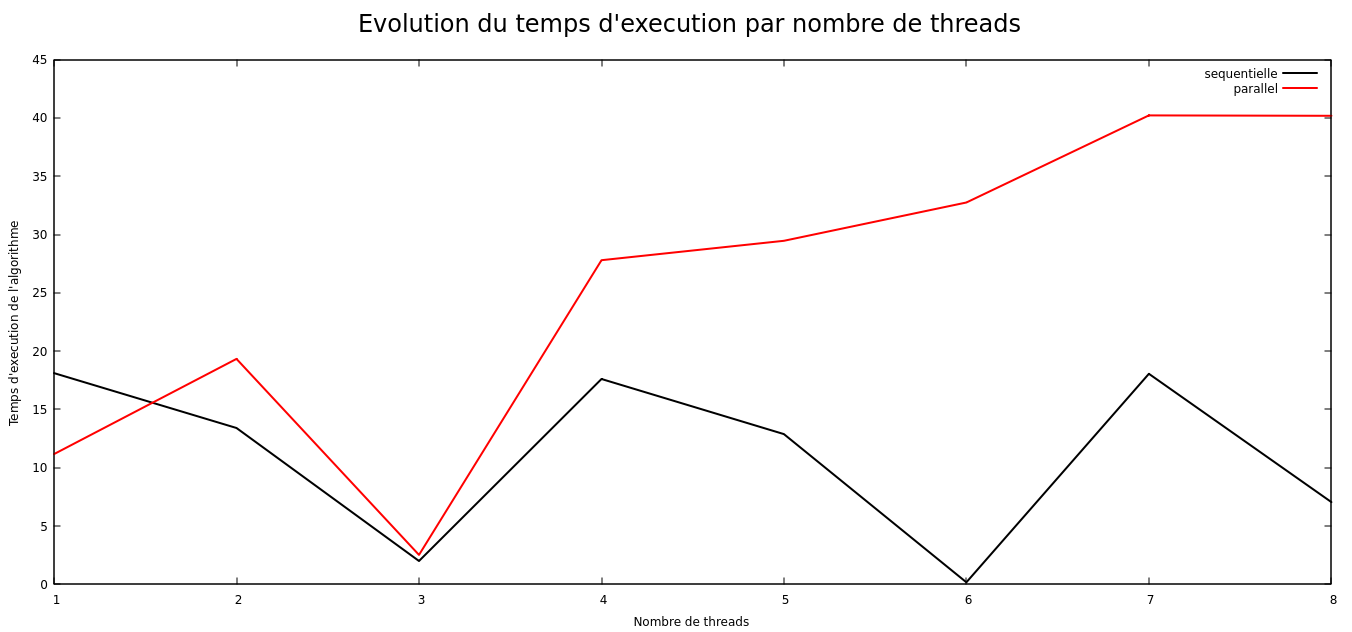 Evolution du temps d'execution par nombre de threads
sequentielle
parallel
Temps d'execution de l'algorithme
45
40
35
30
25
20
15
10
5
0
1 2 3 4 5 6 7 8
Nombre de threads